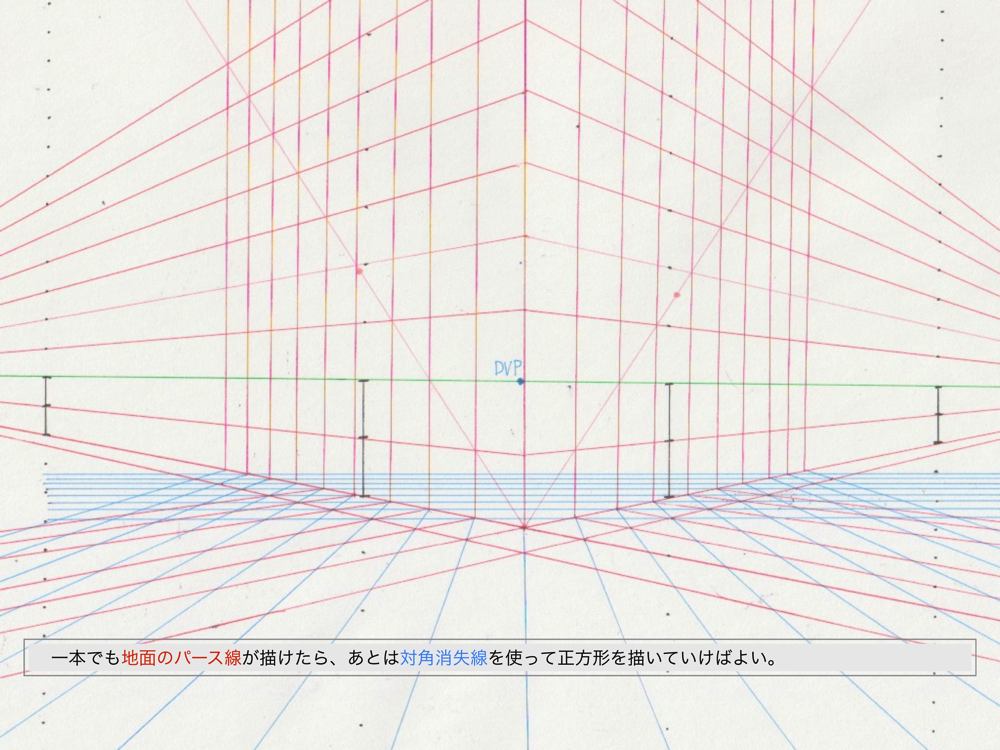 DVP
一本でも地面のパース線が描けたら、あとは対角消失線を使って正方形を描いていけばよい。